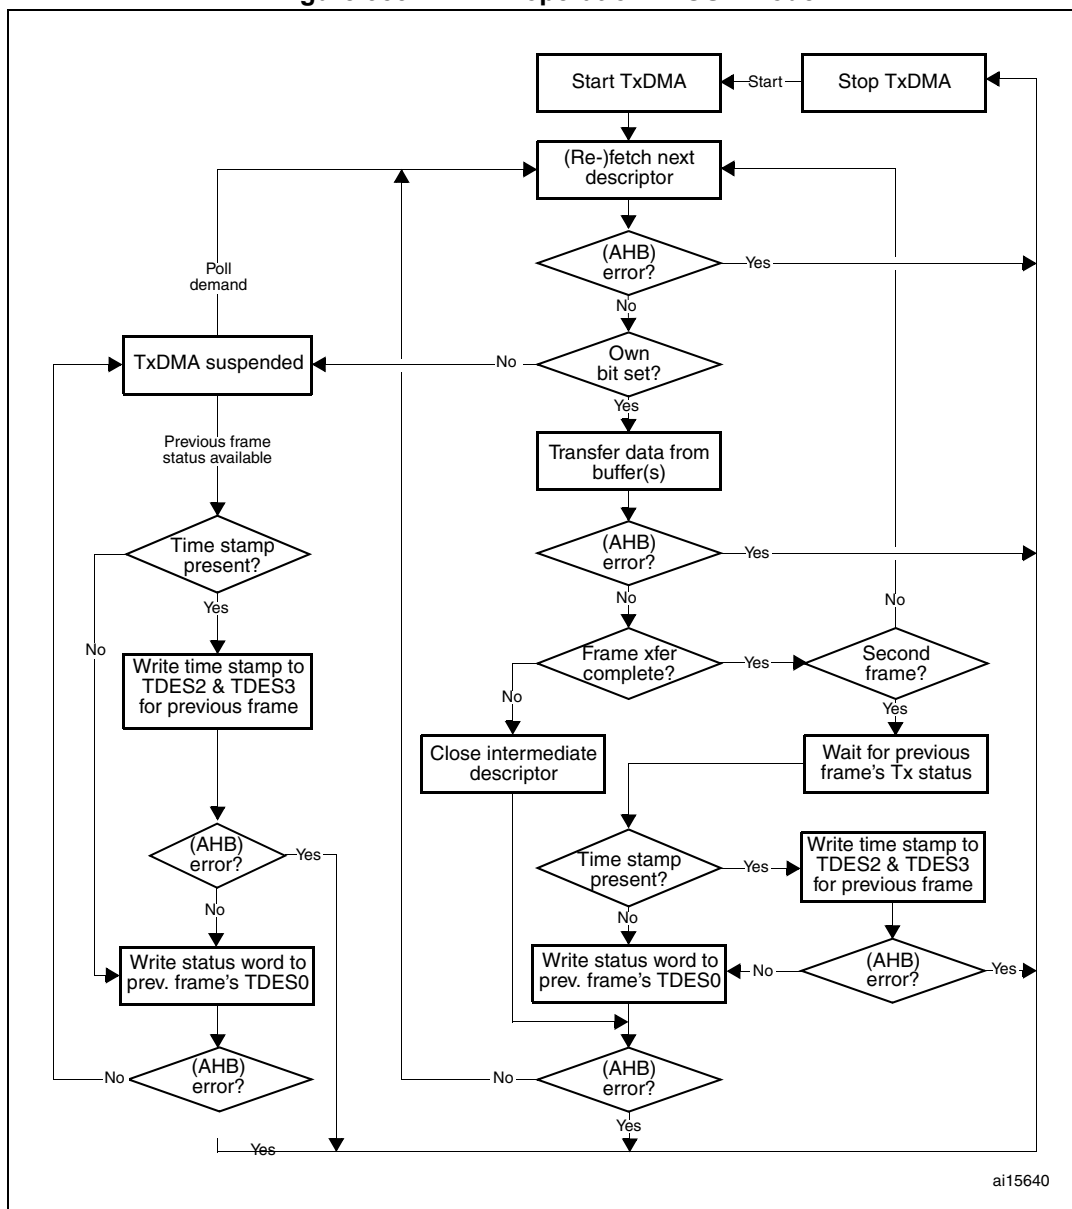 Start TxDMA
Start
Stop TxDMA
(Re-)fetch next
descriptor
(AHB)
error?
Yes
Poll
demand
No
TxDMA suspended
No
Own
bit set?
Yes
Previous frame
status available
Transfer data from
buffer(s)
Time stamp
present?
(AHB)
error?
Yes
Yes
No
No
No
Write time stamp to
TDES2 & TDES3
for previous frame
Frame xfer
complete?
Yes
Second
frame?
No
Yes
Close intermediate
descriptor
Wait for previous
frame's Tx status
(AHB)
error?
Yes
Time stamp
present?
Yes
Write time stamp to
TDES2 & TDES3
for previous frame
No
No
Write status word to
prev. frame's TDES0
Write status word to
prev. frame's TDES0
No
(AHB)
error?
Yes
No
(AHB)
error?
No
(AHB)
error?
Yes
Yes
ai15640